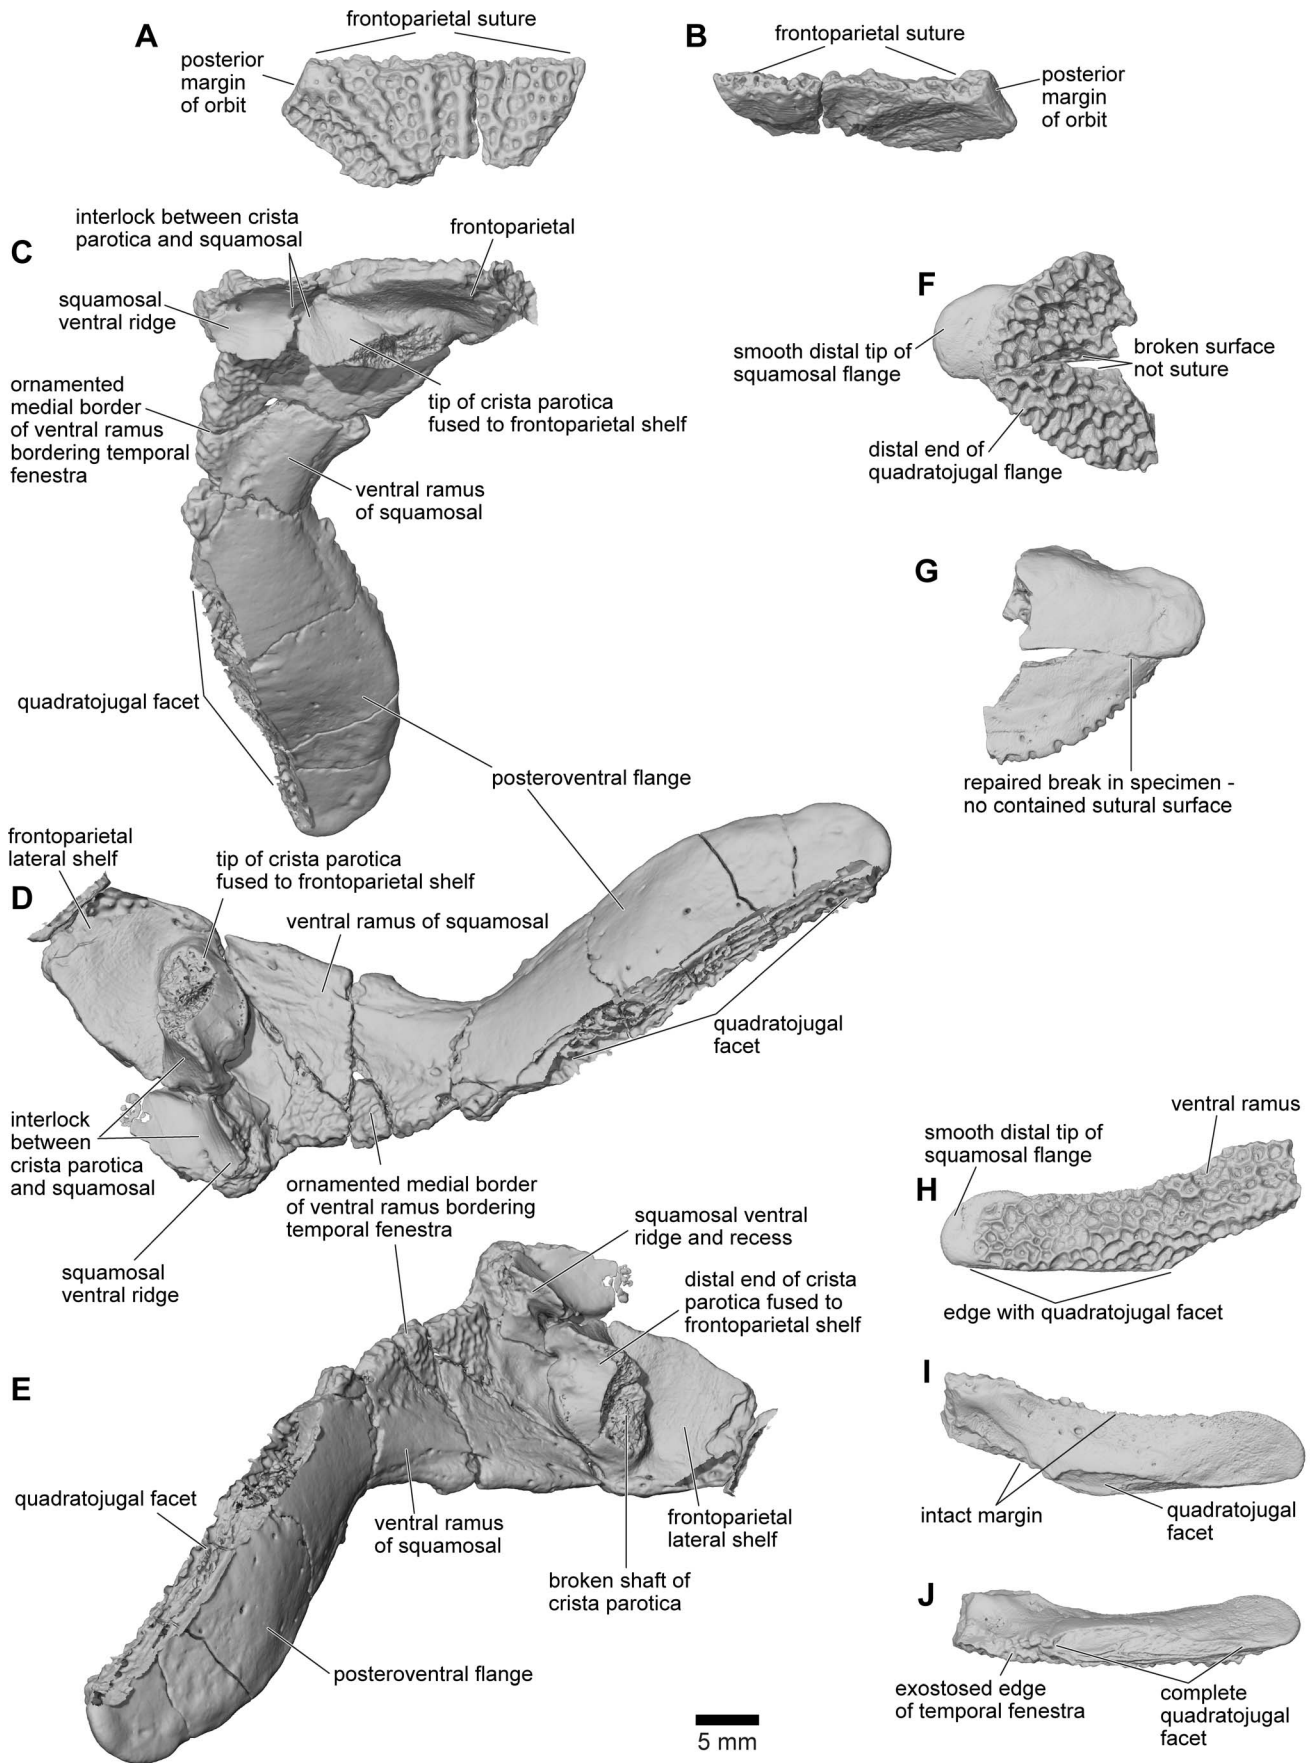 A
frontoparietal suture
posterior
margin
of orbit
B
frontoparietal suture
posterior
margin
of orbit
C
interlock between crista
parotica and squamosal
frontoparietal
squamosal
ventral ridge
ornamented
medial border
of ventral ramus
bordering temporal
fenestra
tip of crista parotica
fused to frontoparietal shelf
ventral ramus
of squamosal
quadratojugal facet
posteroventral flange
F
smooth distal tip of
squamosal flange
broken surface
not suture
distal end of
quadratojugal flange
G
repaired break in specimen -
no contained sutural surface
frontoparietal
lateral shelf
D
tip of crista parotica
fused to frontoparietal shelf
ventral ramus of squamosal
quadratojugal
facet
interlock
between
crista parotica
and squamosal
squamosal
ventral ridge
ornamented medial border
of ventral ramus bordering
temporal fenestra
squamosal ventral
ridge and recess
distal end of crista
parotica fused to
frontoparietal shelf
E
quadratojugal facet
ventral ramus
of squamosal
frontoparietal
lateral shelf
broken shaft of
crista parotica
posteroventral flange
5 mm
ventral ramus
smooth distal tip of
squamosal flange
H
edge with quadratojugal facet
I
intact margin
quadratojugal
facet
J
exostosed edge
of temporal fenestra
complete
quadratojugal
facet